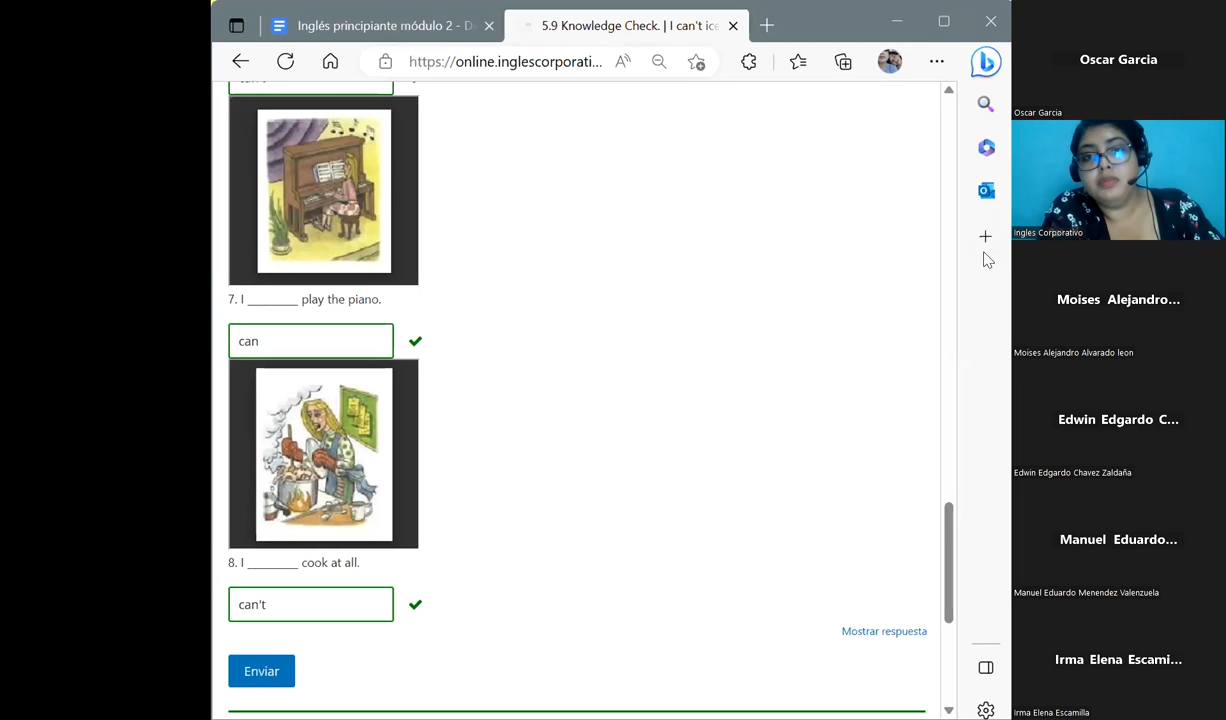 Inglés principiante módulo 2 - D
5.9 Knowledge Check. | I can't ice
https://online.inglescorporati...
7. I ________ play the piano.
can
8. I ________ cook at all.
can't
Mostrar respuesta
Enviar
Oscar Garcia
Oscar Garcia
Ingles Corporativo
Moises Alejandro...
Moises Alejandro Alvarado leon
Edwin Edgardo C...
Edwin Edgardo Chavez Zaldaña
Manuel Eduardo...
Manuel Eduardo Menendez Valenzuela
Irma Elena Escami...
Irma Elena Escamilla